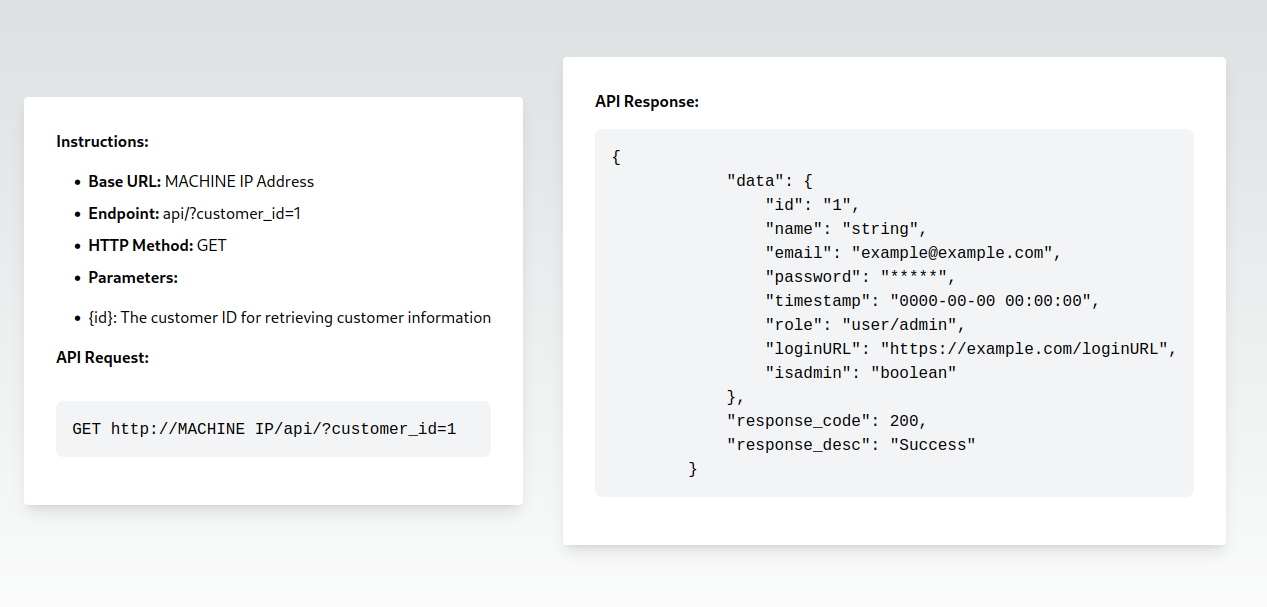 Instructions:
• Base URL: MACHINE IP Address
• Endpoint: api/?customer_id=1
• HTTP Method: GET
• Parameters:
• {id}: The customer ID for retrieving customer information
API Request:
GET http://MACHINE IP/api/?customer_id=1
API Response:
{
            "data": {
                "id": "1",
                "name": "string",
                "email": "example@example.com",
                "password": "*****",
                "timestamp": "0000-00-00 00:00:00",
                "role": "user/admin",
                "loginURL": "https://example.com/loginURL",
                "isadmin": "boolean"
            },
            "response_code": 200,
            "response_desc": "Success"
        }